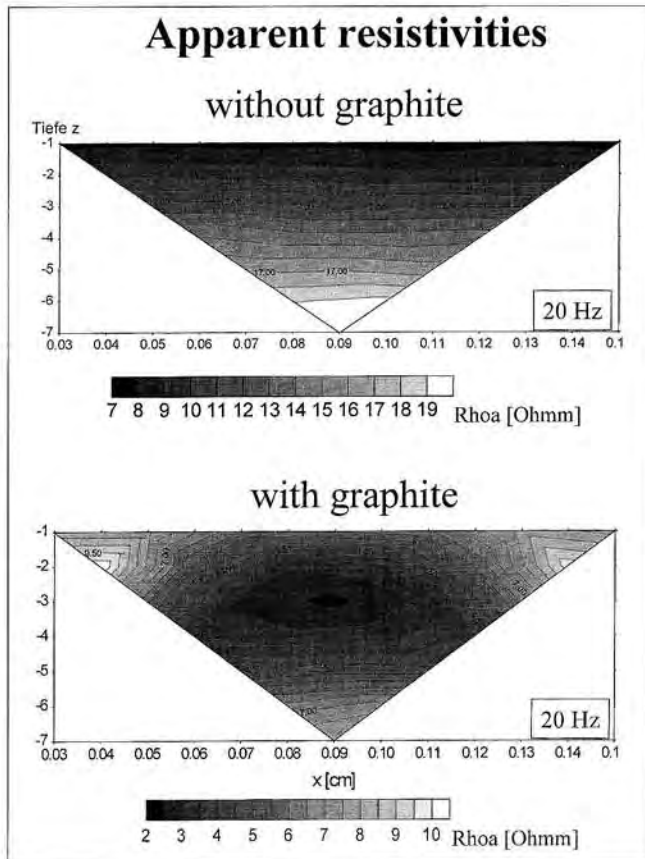 Apparent resistivities
without graphite
Tiefe z
-1
-2
-3
-4
-5
-6
-7
17.00
17.00
20 Hz
0.03 0.04 0.05 0.06 0.07 0.08 0.09 0.10 0.11 0.12 0.13 0.14 0.1
7 8 9 10 11 12 13 14 15 16 17 18 19 Rhoa [Ohmm]
with graphite
-1
-2
-3
-4
-5
-6
-7
9.50
7.00
20 Hz
0.03 0.04 0.05 0.06 0.07 0.08 0.09 0.10 0.11 0.12 0.13 0.14 0.1
x [cm]
2 3 4 5 6 7 8 9 10 Rhoa [Ohmm]